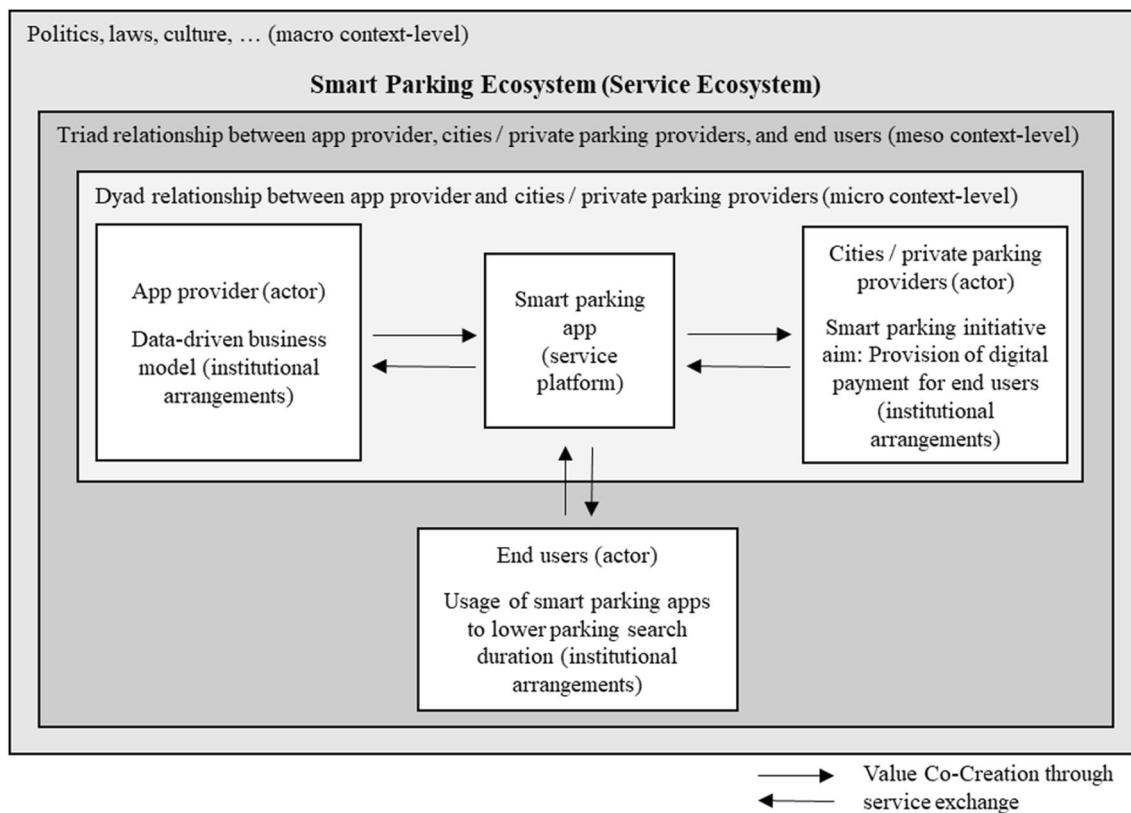 Politics, laws, culture, … (macro context-level)
Smart Parking Ecosystem (Service Ecosystem)
Triad relationship between app provider, cities / private parking providers, and end users (meso context-level)
Dyad relationship between app provider and cities / private parking providers (micro context-level)
App provider (actor)
Data-driven business
model (institutional
arrangements)
Smart parking
app
(service
platform)
Cities / private parking
providers (actor)
Smart parking initiative
aim: Provision of digital
payment for end users
(institutional
arrangements)
End users (actor)
Usage of smart parking apps
to lower parking search
duration (institutional
arrangements)
Value Co-Creation through
service exchange